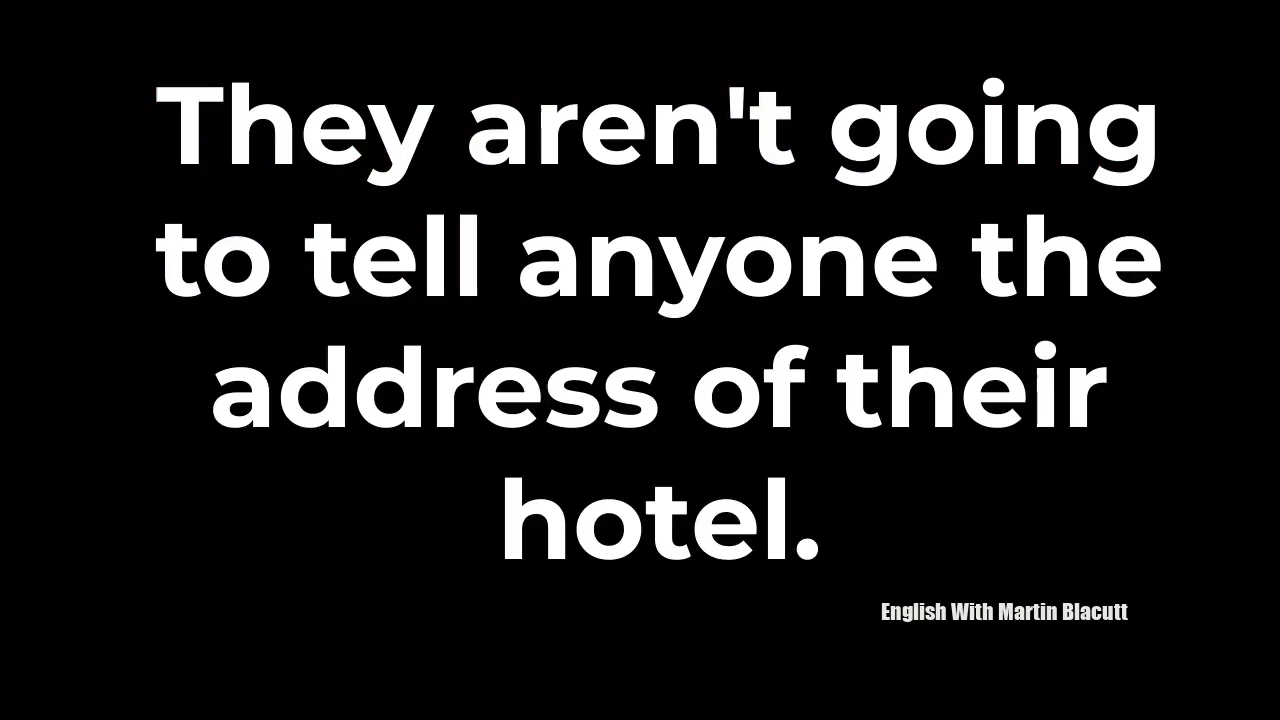 They aren't going
to tell anyone the
address of their
hotel.
English With Martin Blacutt